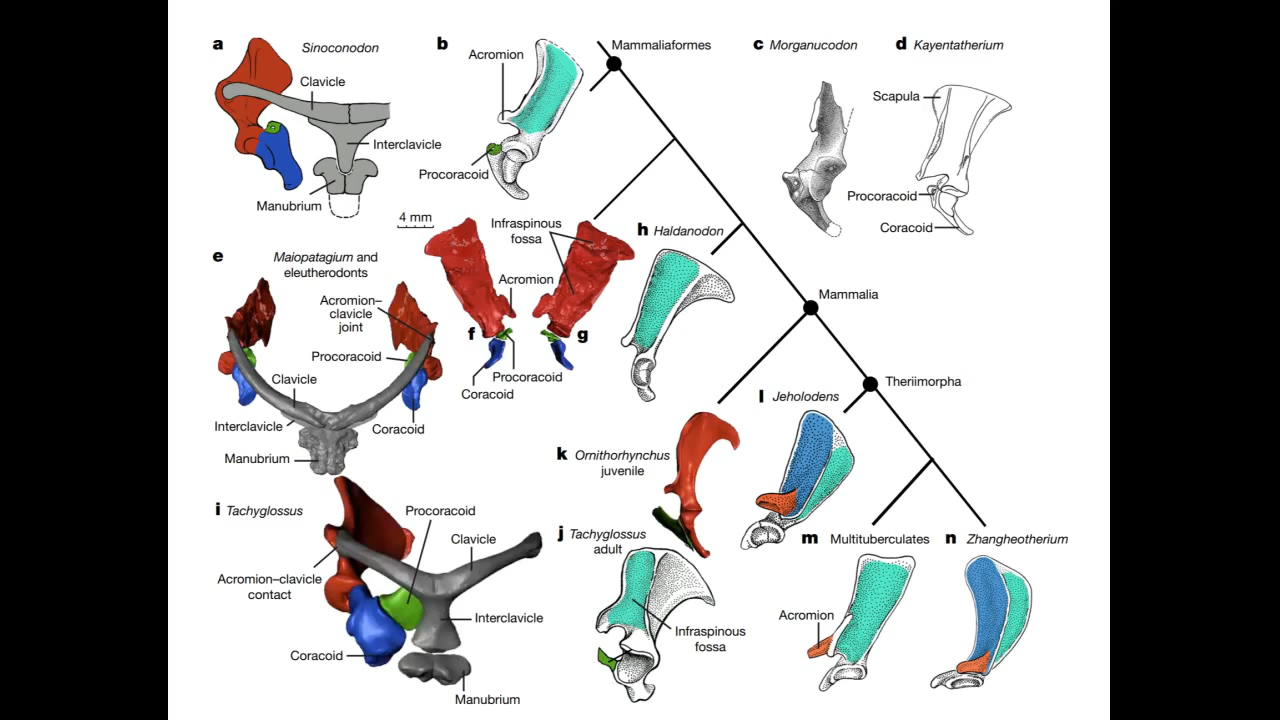 a Sinoconodon
Clavicle
Interclavicle
Manubrium
b
Acromion
Procoracoid
Mammaliaformes
c Morganucodon
d Kayentatherium
Scapula
Procoracoid
Coracoid
4 mm
e Maiopatagium and
eleutherodonts
Acromion–
clavicle
joint
Procoracoid
Clavicle
Interclavicle
Coracoid
Manubrium
Infraspinous
fossa
Acromion
f
g
Procoracoid
Coracoid
h Haldanodon
Mammalia
Theriimorpha
i Tachyglossus
Procoracoid
Clavicle
Acromion–clavicle
contact
Interclavicle
Coracoid
Manubrium
k Ornithorhynchus
juvenile
j Tachyglossus
adult
Infraspinous
fossa
l Jeholodens
m Multituberculates
Acromion
n Zhangheotherium